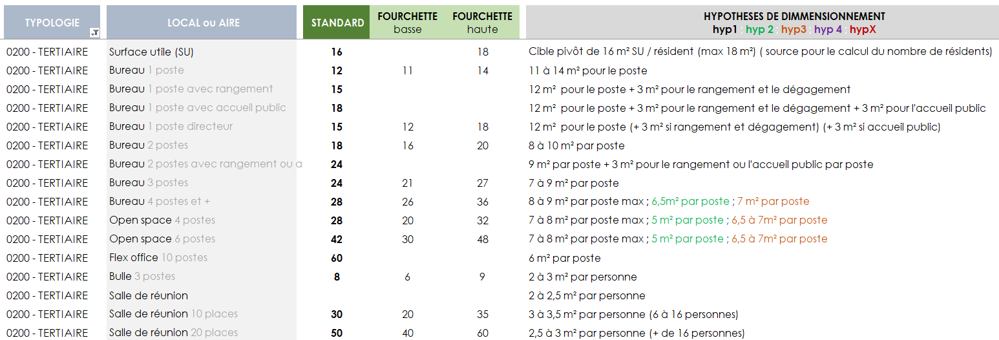 TYPOLOGIE LOCAL ou AIRE STANDARD FOURCHETTE basse FOURCHETTE haute HYPOTHESES DE DIMMENSIONNEMENT
hyp1 ; hyp 2 ; hyp3 ; hyp 4 ; hypX
0200 - TERTIAIRE Surface utile (SU) 16 18 Cible pivôt de 16 m² SU / résident (max 18 m²) ( source pour le calcul du nombre de résidents)
0200 - TERTIAIRE Bureau 1 poste 12 11 14 11 à 14 m² pour le poste
0200 - TERTIAIRE Bureau 1 poste avec rangement 15 12 m² pour le poste + 3 m² pour le rangement et le dégagement
0200 - TERTIAIRE Bureau 1 poste avec accueil public 18 12 m² pour le poste + 3 m² pour le rangement et le dégagement + 3 m² pour l'accueil public
0200 - TERTIAIRE Bureau 1 poste directeur 15 12 18 12 m² pour le poste (+ 3 m² si rangement et dégagement) (+ 3 m² si accueil public)
0200 - TERTIAIRE Bureau 2 postes 18 16 20 8 à 10 m² par poste
0200 - TERTIAIRE Bureau 2 postes avec rangement ou a 24 9 m² par poste + 3 m² pour le rangement ou l'accueil public par poste
0200 - TERTIAIRE Bureau 3 postes 24 21 27 7 à 9 m² par poste
0200 - TERTIAIRE Bureau 4 postes et + 28 26 36 8 à 9 m² par poste max ; 6,5m² par poste ; 7 m² par poste
0200 - TERTIAIRE Open space 4 postes 28 20 32 7 à 8 m² par poste max ; 5 m² par poste ; 6,5 à 7m² par poste
0200 - TERTIAIRE Open space 6 postes 42 30 48 7 à 8 m² par poste max ; 5 m² par poste ; 6,5 à 7m² par poste
0200 - TERTIAIRE Flex office 10 postes 60 6 m² par poste
0200 - TERTIAIRE Bulle 3 postes 8 6 9 2 à 3 m² par personne
0200 - TERTIAIRE Salle de réunion 2 à 2,5 m² par personne
0200 - TERTIAIRE Salle de réunion 10 places 30 20 35 3 à 3,5 m² par personne (6 à 16 personnes)
0200 - TERTIAIRE Salle de réunion 20 places 50 40 60 2,5 à 3 m² par personne (+ de 16 personnes)